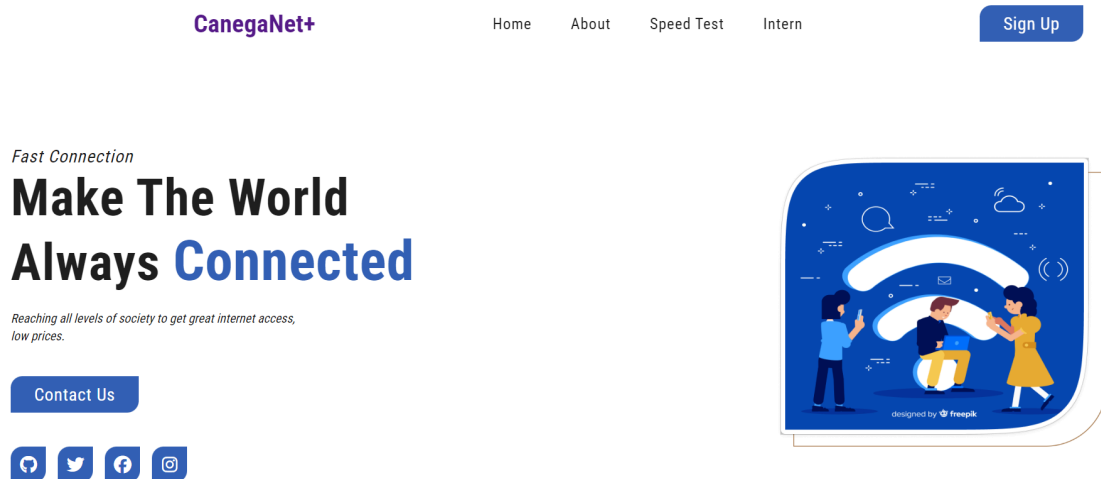 CanegaNet+
Home
About
Speed Test
Intern
Sign Up
Fast Connection
Make The World
Always Connected
Reaching all levels of society to get great internet access,
low prices.
Contact Us
designed by freepik